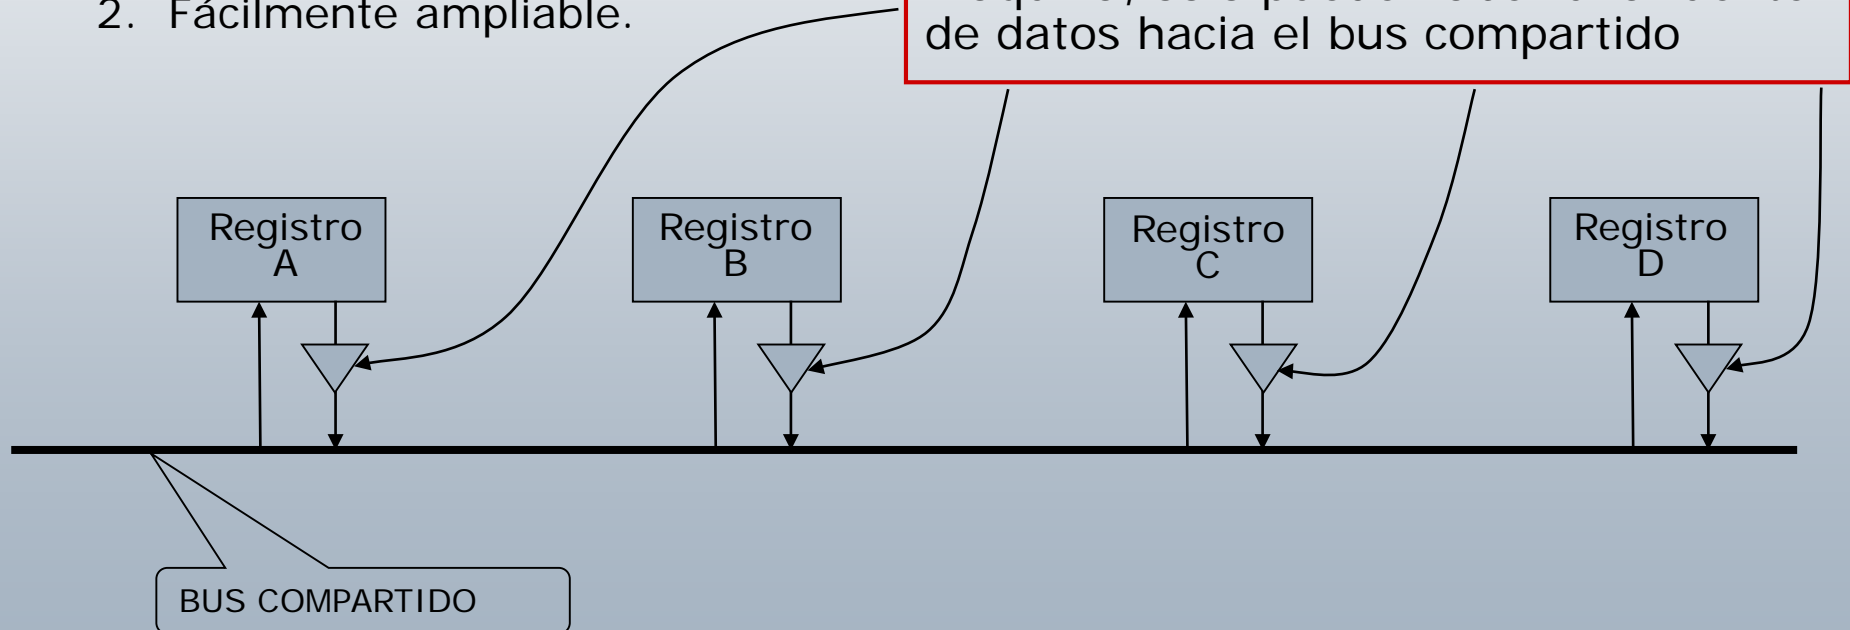 2. Fácilmente ampliable.
de datos hacia el bus compartido
Registro
A
Registro
B
Registro
C
Registro
D
BUS COMPARTIDO